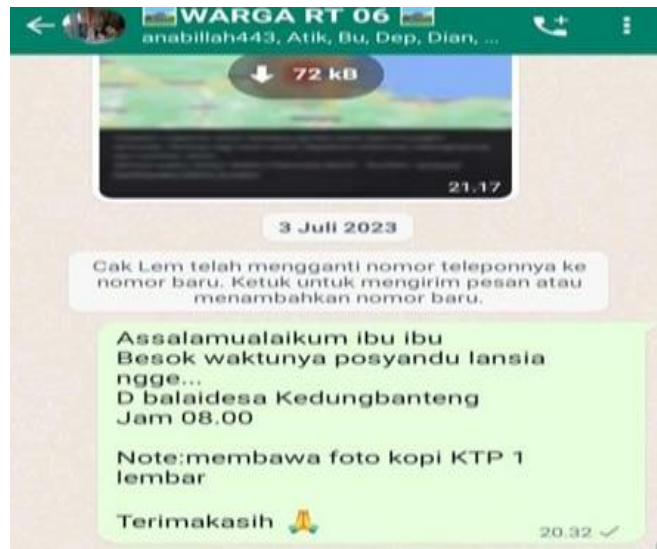 WARGA RT 06
anabillah443, Atik, Bu, Dep, Dian, ...
72 kB
21.17
3 Juli 2023
Cak Lem telah mengganti nomor teleponnya ke
nomor baru. Ketuk untuk mengirim pesan atau
menambahkan nomor baru.
Assalamualaikum ibu ibu
Besok waktunya posyandu lansia
ngge...
D balaidesa Kedungbanteng
Jam 08.00
Note:membawa foto kopi KTP 1
lembar
Terimakasih 🙏
20.32